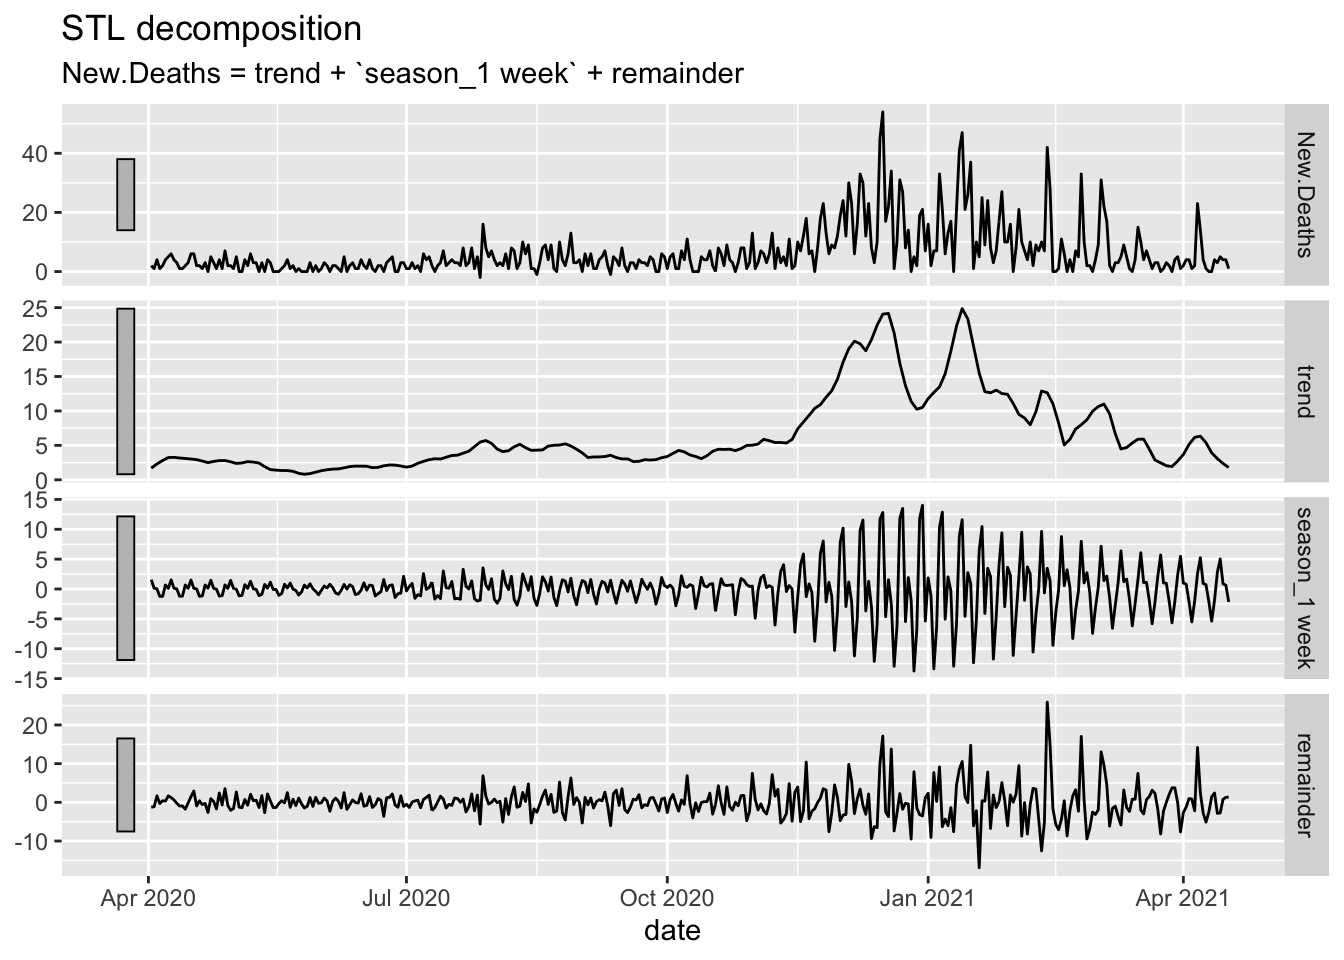 STL decomposition
New.Deaths = trend + `season_1 week` + remainder
40
20
0
New.Deaths
25
20
15
10
5
0
trend
15
10
5
0
-5
-10
-15
season_1 week
20
10
0
-10
remainder
Apr 2020
Jul 2020
Oct 2020
Jan 2021
Apr 2021
date